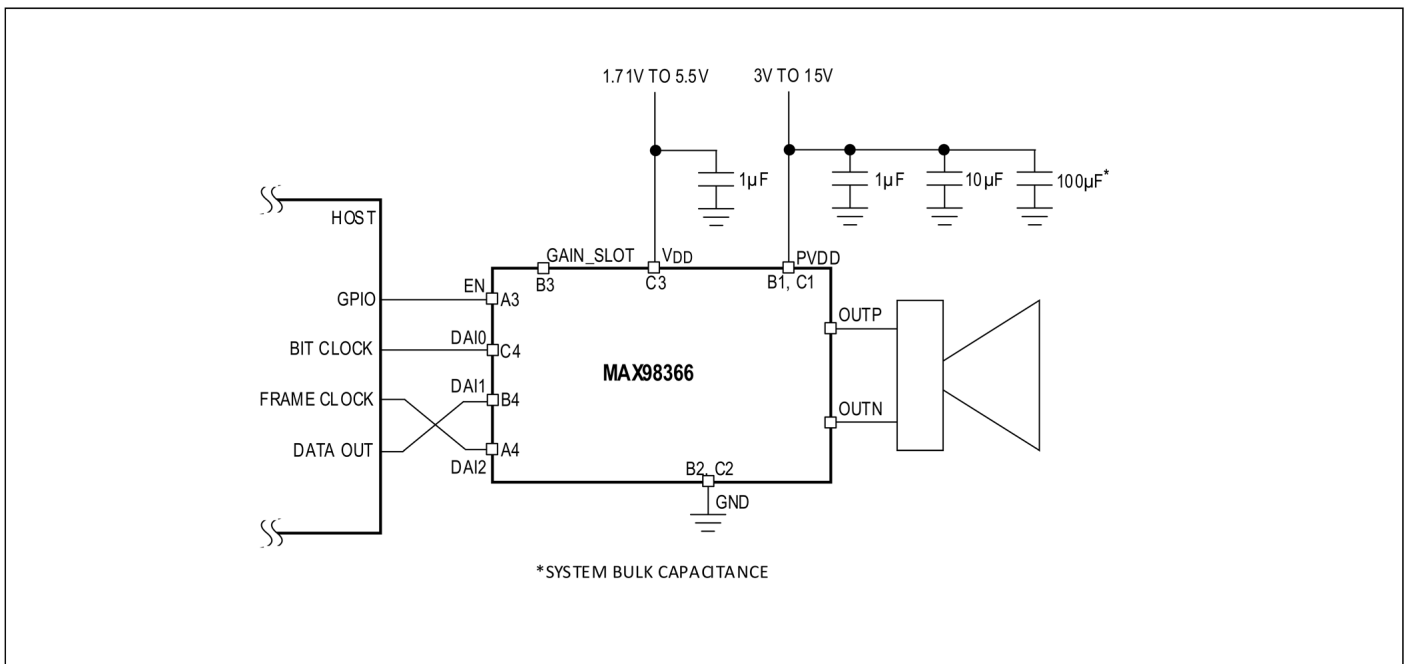 1.71V TO 5.5V
3V TO 15V
1µF
1µF
10µF
100µF*
HOST
GAIN_SLOT
VDD
PVDD
B3
C3
B1, C1
GPIO
EN
A3
OUTP
BIT CLOCK
DAI0
C4
MAX98366
FRAME CLOCK
DAI1
B4
OUTN
DATA OUT
A4
DAI2
B2, C2
GND
*SYSTEM BULK CAPACITANCE